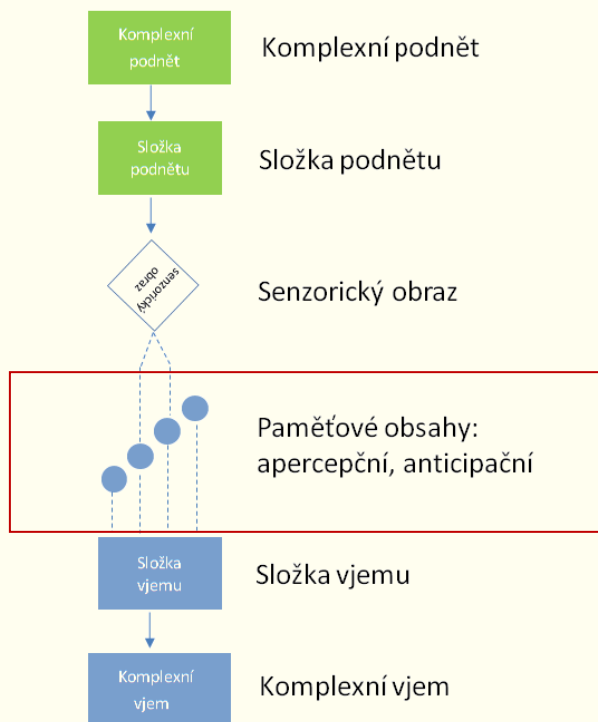 Komplexní
podnět
Komplexní podnět
Složka
podnětu
Složka podnětu
senzorický
obraz
Senzorický obraz
Paměťové obsahy:
apercepční, anticipační
Složka
vjemu
Složka vjemu
Komplexní
vjem
Komplexní vjem